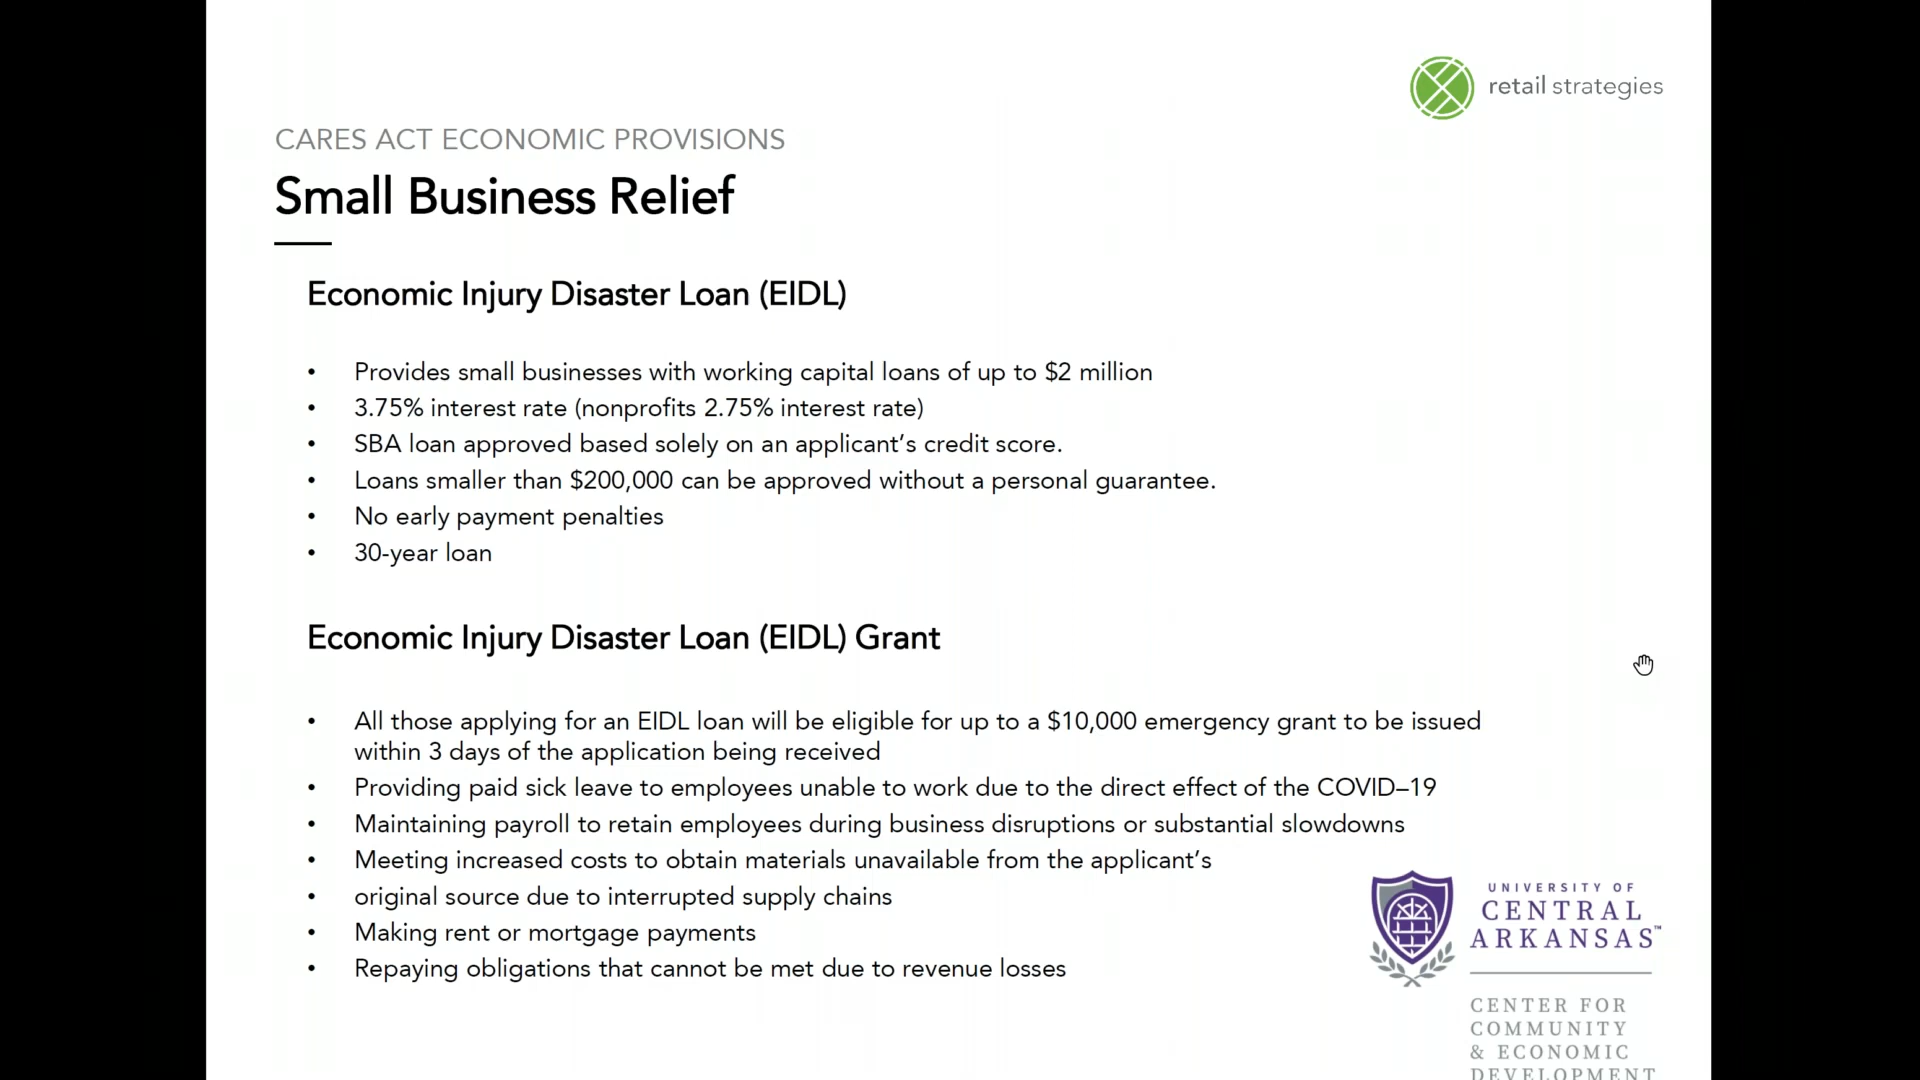 retail strategies
CARES ACT ECONOMIC PROVISIONS
Small Business Relief
Economic Injury Disaster Loan (EIDL)
• Provides small businesses with working capital loans of up to $2 million
• 3.75% interest rate (nonprofits 2.75% interest rate)
• SBA loan approved based solely on an applicant’s credit score.
• Loans smaller than $200,000 can be approved without a personal guarantee.
• No early payment penalties
• 30-year loan
Economic Injury Disaster Loan (EIDL) Grant
• All those applying for an EIDL loan will be eligible for up to a $10,000 emergency grant to be issued
within 3 days of the application being received
• Providing paid sick leave to employees unable to work due to the direct effect of the COVID–19
• Maintaining payroll to retain employees during business disruptions or substantial slowdowns
• Meeting increased costs to obtain materials unavailable from the applicant’s
• original source due to interrupted supply chains
• Making rent or mortgage payments
• Repaying obligations that cannot be met due to revenue losses
UNIVERSITY OF
CENTRAL
ARKANSAS™
CENTER FOR
COMMUNITY
& ECONOMIC
DEVELOPMENT